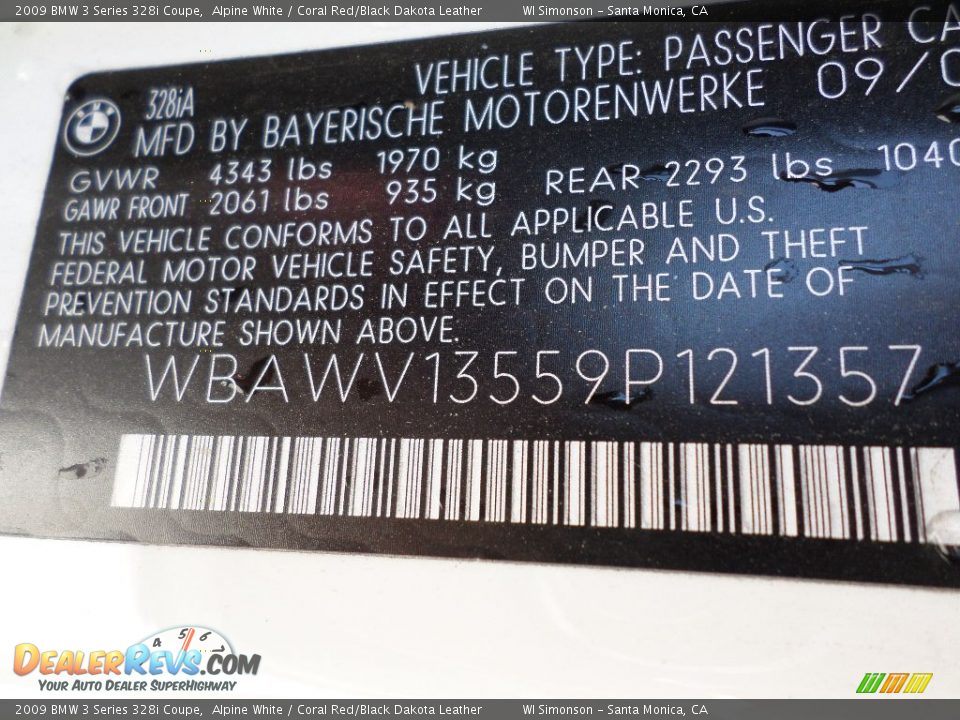 2009 BMW 3 Series 328i Coupe, Alpine White / Coral Red/Black Dakota Leather WI Simonson - Santa Monica, CA
328iA VEHICLE TYPE: PASSENGER CA
MFD BY BAYERISCHE MOTORENWERKE 09/0
GVWR 4343 lbs 1970 kg
GAWR FRONT 2061 lbs 935 kg REAR 2293 lbs 1040
THIS VEHICLE CONFORMS TO ALL APPLICABLE U.S.
FEDERAL MOTOR VEHICLE SAFETY, BUMPER AND THEFT
PREVENTION STANDARDS IN EFFECT ON THE DATE OF
MANUFACTURE SHOWN ABOVE.
WBAWV13559P121357
4 5 6
DEALERREVS.COM
YOUR AUTO DEALER SUPERHIGHWAY
2009 BMW 3 Series 328i Coupe, Alpine White / Coral Red/Black Dakota Leather WI Simonson - Santa Monica, CA